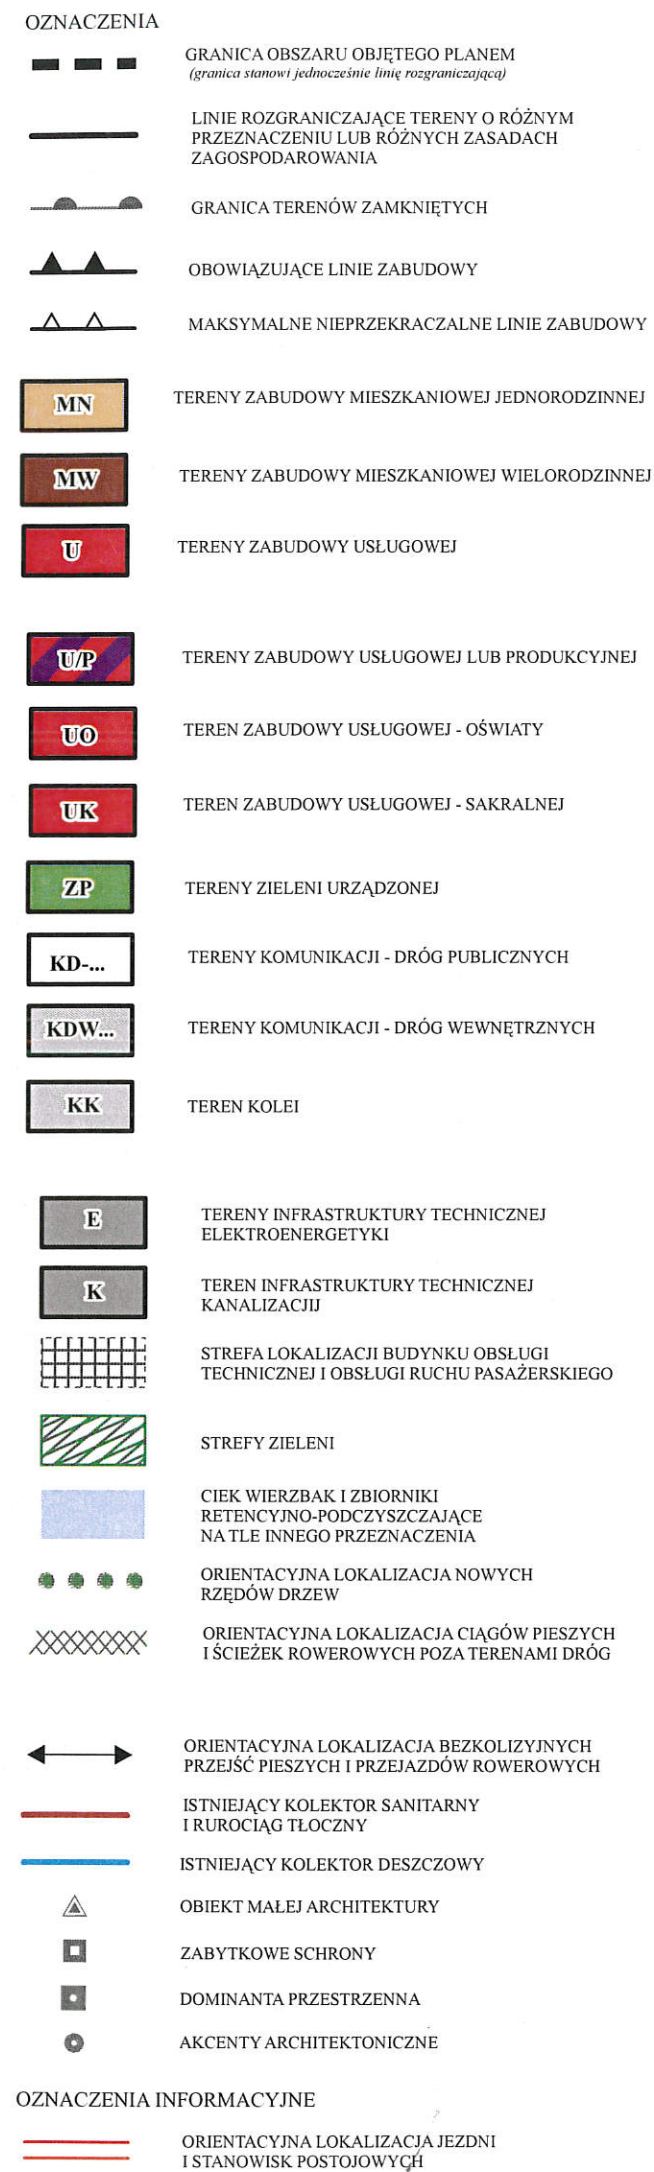 OZNACZENIA
GRANICA OBSZARU OBJĘTEGO PLANEM
(granica stanowi jednocześnie linię rozgraniczającą)
LINIE ROZGRANICZAJĄCE TERENY O RÓŻNYM
PRZEZNACZENIU LUB RÓŻNYCH ZASADACH
ZAGOSPODAROWANIA
GRANICA TERENÓW ZAMKNIĘTYCH
OBOWIĄZUJĄCE LINIE ZABUDOWY
MAKSYMALNE NIEPRZEKRACZALNE LINIE ZABUDOWY
MN TERENY ZABUDOWY MIESZKANIOWEJ JEDNORODZINNEJ
MW TERENY ZABUDOWY MIESZKANIOWEJ WIELORODZINNEJ
U TERENY ZABUDOWY USŁUGOWEJ
U/P TERENY ZABUDOWY USŁUGOWEJ LUB PRODUKCYJNEJ
UO TEREN ZABUDOWY USŁUGOWEJ - OŚWIATY
UK TEREN ZABUDOWY USŁUGOWEJ - SAKRALNEJ
ZP TERENY ZIELENI URZĄDZONEJ
KD-... TERENY KOMUNIKACJI - DRÓG PUBLICZNYCH
KDW... TERENY KOMUNIKACJI - DRÓG WEWNĘTRZNYCH
KK TEREN KOLEI
E TERENY INFRASTRUKTURY TECHNICZNEJ
ELEKTROENERGETYKI
K TEREN INFRASTRUKTURY TECHNICZNEJ
KANALIZACJIJ
STREFA LOKALIZACJI BUDYNKU OBSŁUGI
TECHNICZNEJ I OBSŁUGI RUCHU PASAŻERSKIEGO
STREFY ZIELENI
CIEK WIERZBAK I ZBIORNIKI
RETENCYJNO-PODCZYSZCZAJĄCE
NA TLE INNEGO PRZEZNACZENIA
ORIENTACYJNA LOKALIZACJA NOWYCH
RZĘDÓW DRZEW
ORIENTACYJNA LOKALIZACJA CIĄGÓW PIESZYCH
I ŚCIEŻEK ROWEROWYCH POZA TERENAMI DRÓG
ORIENTACYJNA LOKALIZACJA BEZKOLIZYJNYCH
PRZEJŚĆ PIESZYCH I PRZEJAZDÓW ROWEROWYCH
ISTNIEJĄCY KOLEKTOR SANITARNY
I RUROCIĄG TŁOCZNY
ISTNIEJĄCY KOLEKTOR DESZCZOWY
OBIEKT MAŁEJ ARCHITEKTURY
ZABYTKOWE SCHRONY
DOMINANTA PRZESTRZENNA
AKCENTY ARCHITEKTONICZNE
OZNACZENIA INFORMACYJNE
ORIENTACYJNA LOKALIZACJA JEZDNI
I STANOWISK POSTOJOWYCH